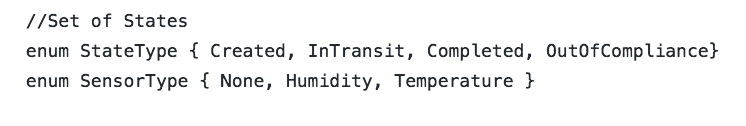 //Set of States
enum StateType { Created, InTransit, Completed, OutOfCompliance}
enum SensorType { None, Humidity, Temperature }